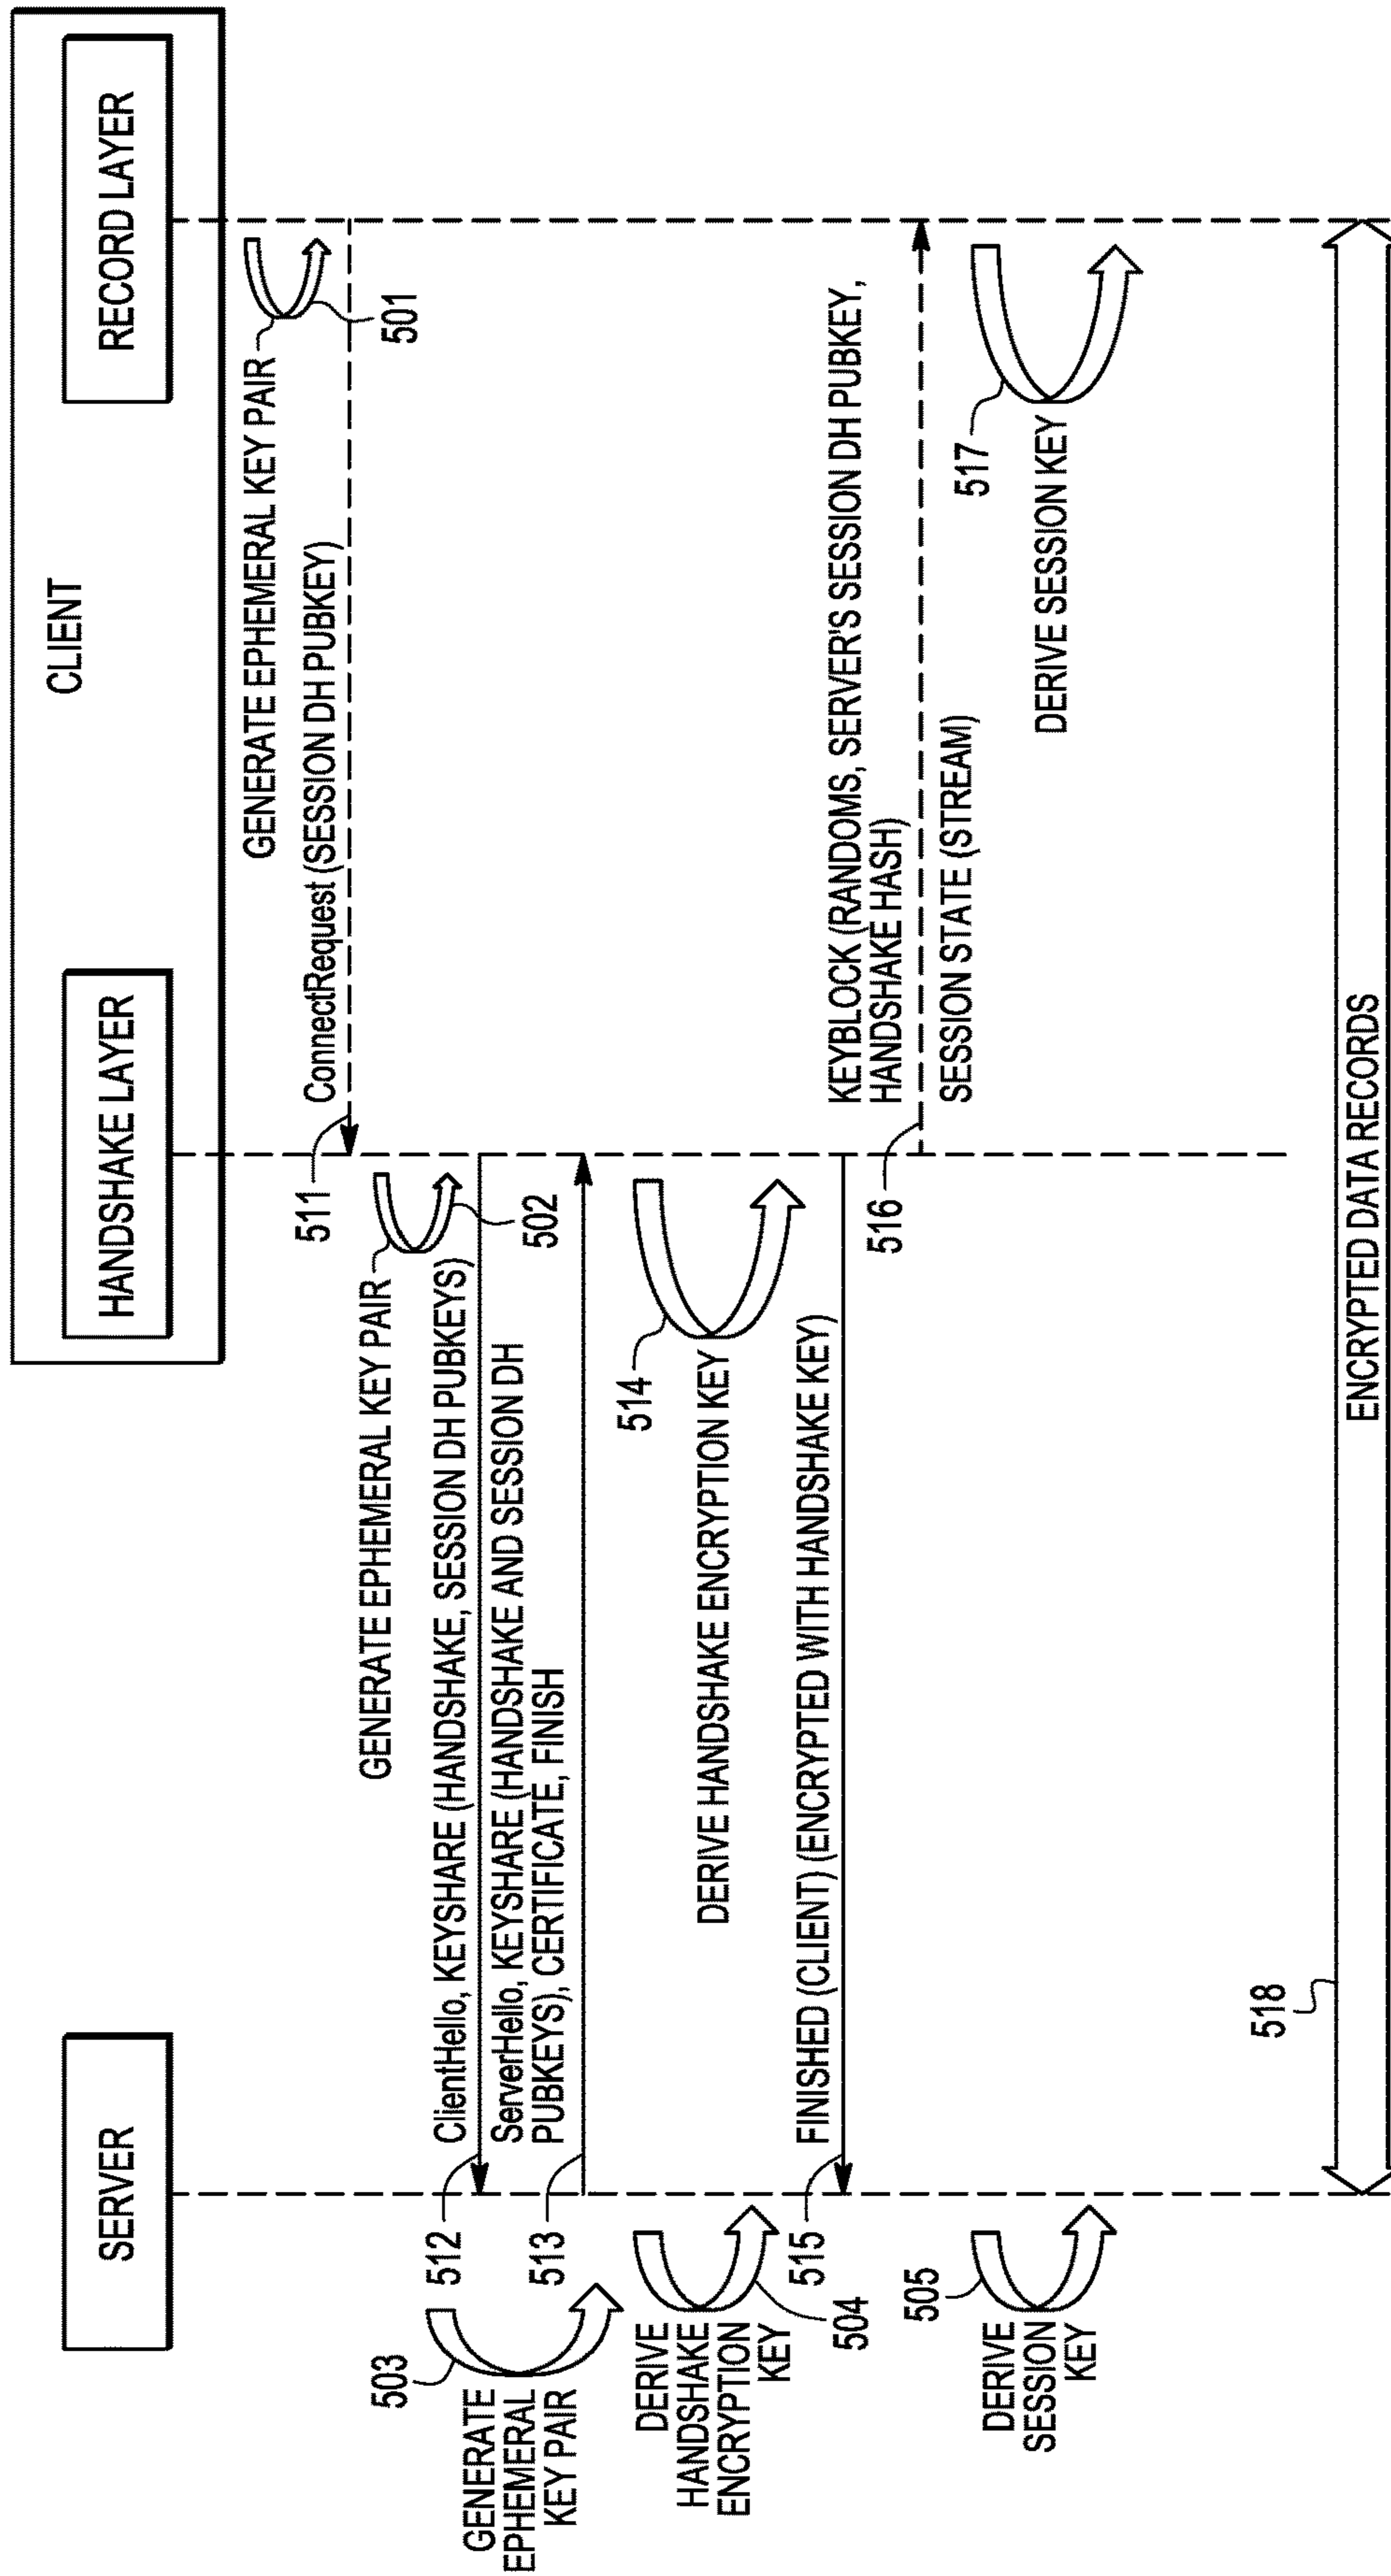 CLIENT
SERVER
HANDSHAKE LAYER
RECORD LAYER
GENERATE EPHEMERAL KEY PAIR
501
ConnectRequest (SESSION DH PUBKEY)
511
GENERATE EPHEMERAL KEY PAIR
502
ClientHello, KEYSHARE (HANDSHAKE, SESSION DH PUBKEYS)
512
503
GENERATE
EPHEMERAL
KEY PAIR
ServerHello, KEYSHARE (HANDSHAKE AND SESSION DH
PUBKEYS), CERTIFICATE, FINISH
513
DERIVE
HANDSHAKE
ENCRYPTION
KEY
504
514
DERIVE HANDSHAKE ENCRYPTION KEY
FINISHED (CLIENT) (ENCRYPTED WITH HANDSHAKE KEY)
515
KEYBLOCK (RANDOMS, SERVER'S SESSION DH PUBKEY,
HANDSHAKE HASH)
516
SESSION STATE (STREAM)
505
DERIVE
SESSION
KEY
517
DERIVE SESSION KEY
518
ENCRYPTED DATA RECORDS